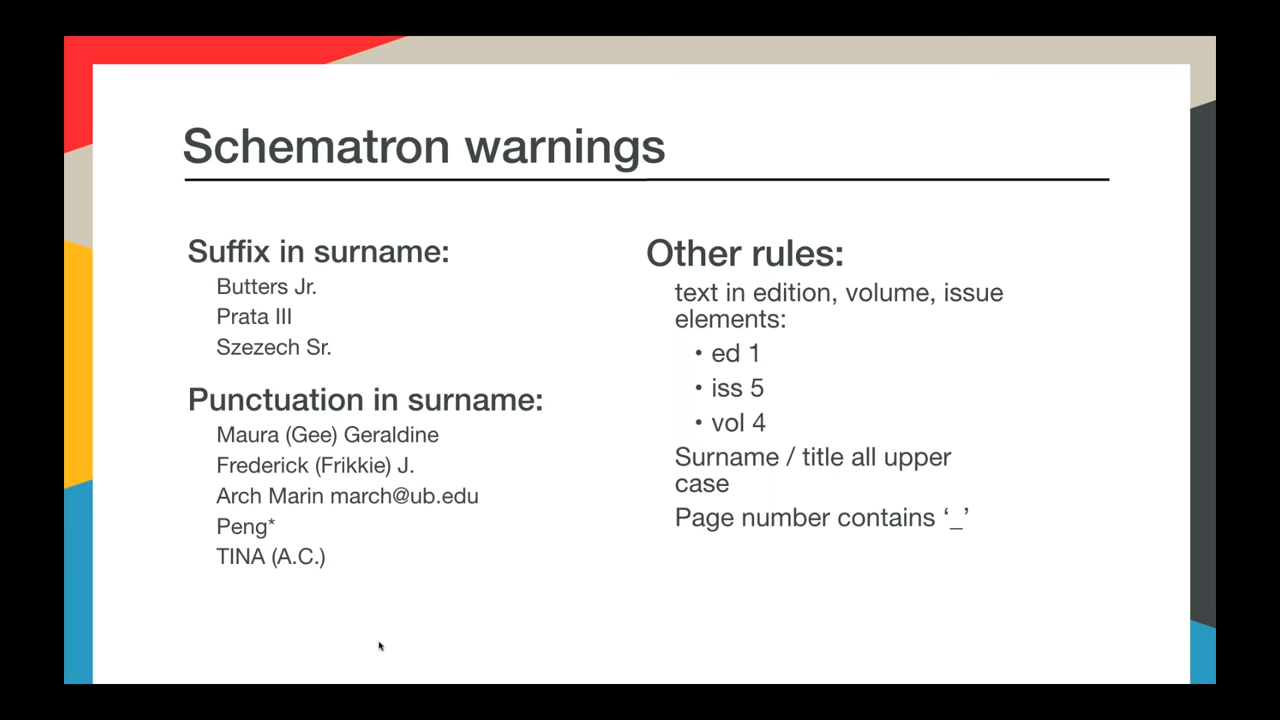 Schematron warnings
Suffix in surname:
Butters Jr.
Prata III
Szezech Sr.
Punctuation in surname:
Maura (Gee) Geraldine
Frederick (Frikkie) J.
Arch Marin march@ub.edu
Peng*
TINA (A.C.)
Other rules:
text in edition, volume, issue
elements:
• ed 1
• iss 5
• vol 4
Surname / title all upper
case
Page number contains ‘_’